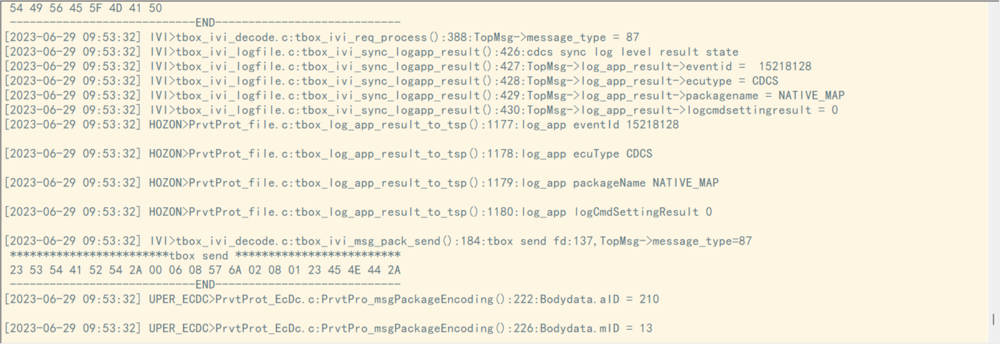 54 49 56 45 5F 4D 41 50
----------------------------END----------------------------
[2023-06-29 09:53:32] IVI>tbox_ivi_decode.c:tbox_ivi_req_process():388:TopMsg->message_type = 87
[2023-06-29 09:53:32] IVI>tbox_ivi_logfile.c:tbox_ivi_sync_logapp_result():426:cdcs sync log level result state
[2023-06-29 09:53:32] IVI>tbox_ivi_logfile.c:tbox_ivi_sync_logapp_result():427:TopMsg->log_app_result->eventid =  15218128
[2023-06-29 09:53:32] IVI>tbox_ivi_logfile.c:tbox_ivi_sync_logapp_result():428:TopMsg->log_app_result->ecutype = CDCS
[2023-06-29 09:53:32] IVI>tbox_ivi_logfile.c:tbox_ivi_sync_logapp_result():429:TopMsg->log_app_result->packagename = NATIVE_MAP
[2023-06-29 09:53:32] IVI>tbox_ivi_logfile.c:tbox_ivi_sync_logapp_result():430:TopMsg->log_app_result->logcmdsettingresult = 0
[2023-06-29 09:53:32] HOZON>PrvtProt_file.c:tbox_log_app_result_to_tsp():1177:log_app eventId 15218128
[2023-06-29 09:53:32] HOZON>PrvtProt_file.c:tbox_log_app_result_to_tsp():1178:log_app ecuType CDCS
[2023-06-29 09:53:32] HOZON>PrvtProt_file.c:tbox_log_app_result_to_tsp():1179:log_app packageName NATIVE_MAP
[2023-06-29 09:53:32] HOZON>PrvtProt_file.c:tbox_log_app_result_to_tsp():1180:log_app logCmdSettingResult 0
[2023-06-29 09:53:32] IVI>tbox_ivi_decode.c:tbox_ivi_msg_pack_send():184:tbox send fd:137,TopMsg->message_type=87
************************tbox send *************************
23 53 54 41 52 54 2A 00 06 08 57 6A 02 08 01 23 45 4E 44 2A
----------------------------END----------------------------
[2023-06-29 09:53:32] UPER_ECDC>PrvtProt_EcDc.c:PrvtPro_msgPackageEncoding():222:Bodydata.aID = 210
[2023-06-29 09:53:32] UPER_ECDC>PrvtProt_EcDc.c:PrvtPro_msgPackageEncoding():226:Bodydata.mID = 13